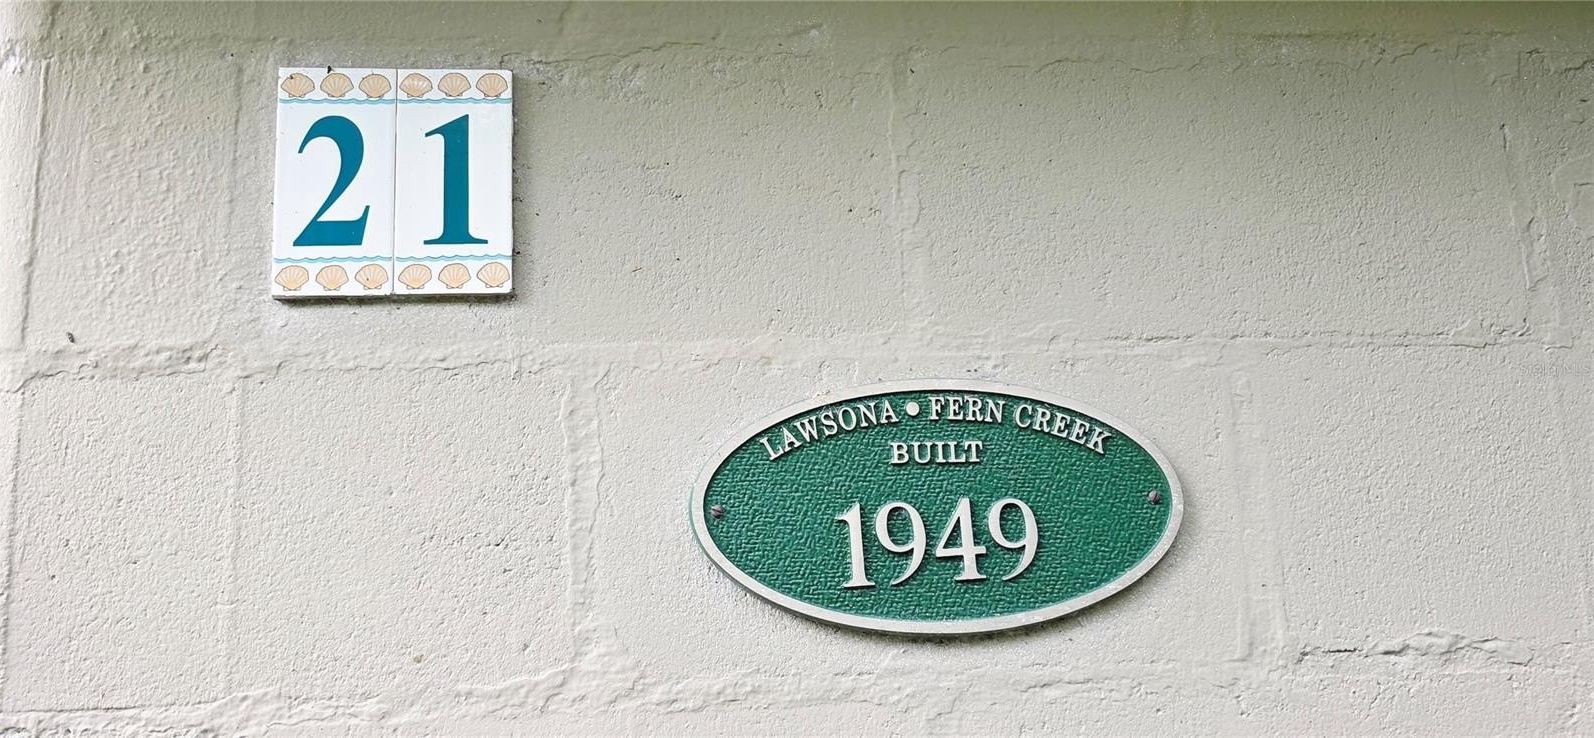 21
LAWSONA • FERN CREEK
BUILT
1949